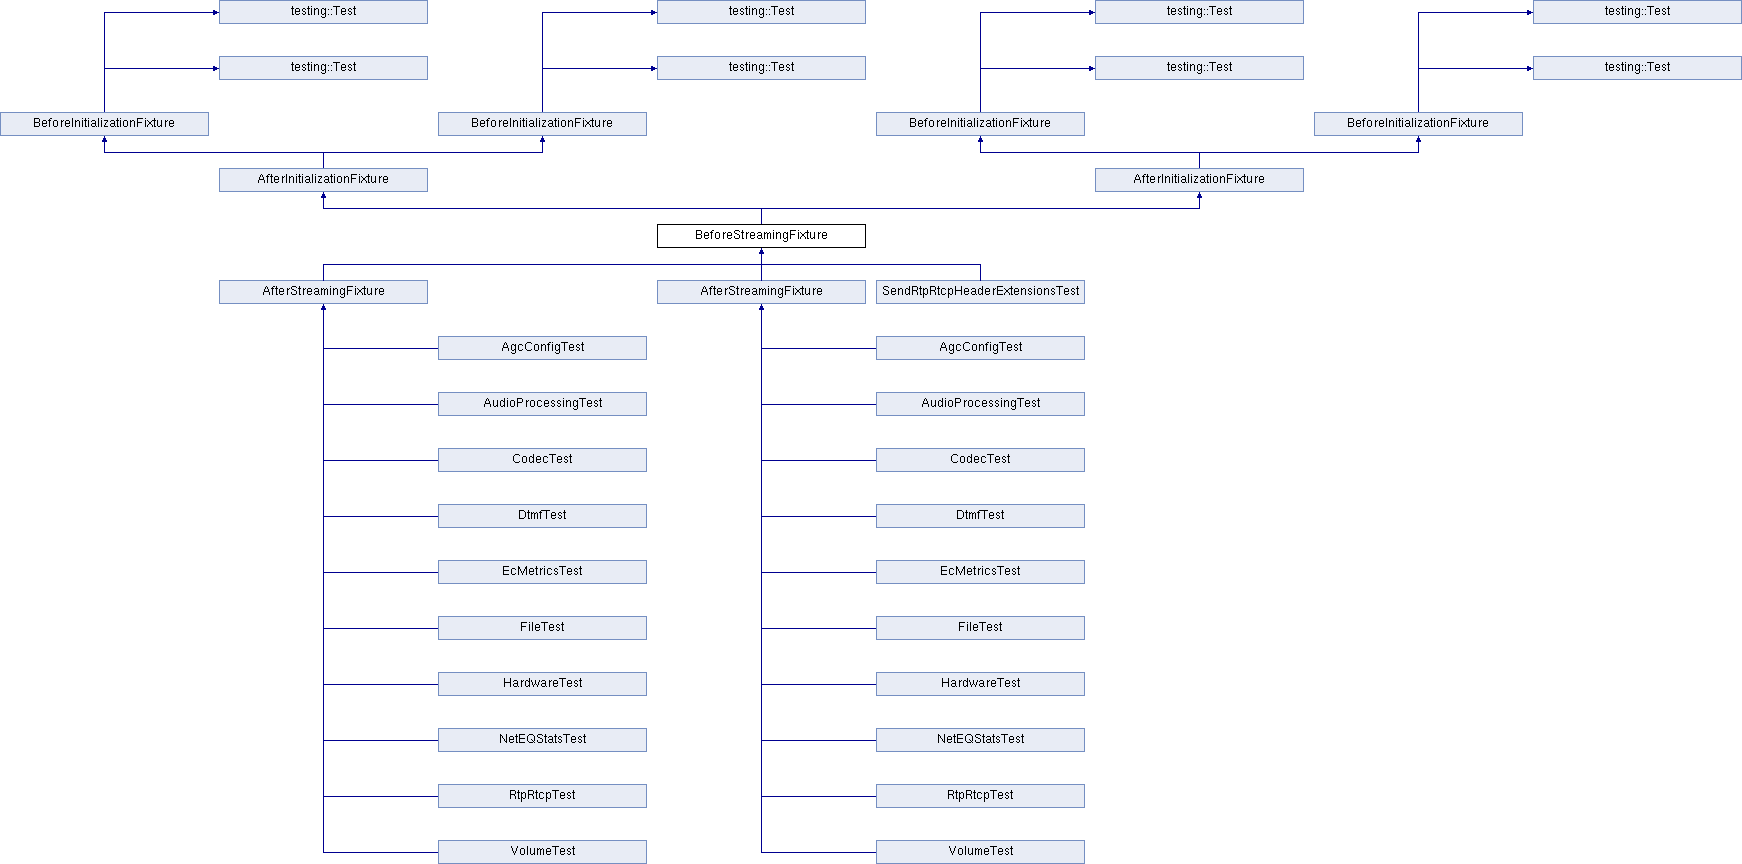 testing::Test
testing::Test
testing::Test
testing::Test
testing::Test
testing::Test
testing::Test
testing::Test
BeforeInitializationFixture
BeforeInitializationFixture
BeforeInitializationFixture
BeforeInitializationFixture
AfterInitializationFixture
AfterInitializationFixture
BeforeStreamingFixture
AfterStreamingFixture
AfterStreamingFixture
SendRtpRtcpHeaderExtensionsTest
AgcConfigTest
AgcConfigTest
AudioProcessingTest
AudioProcessingTest
CodecTest
CodecTest
DtmfTest
DtmfTest
EcMetricsTest
EcMetricsTest
FileTest
FileTest
HardwareTest
HardwareTest
NetEQStatsTest
NetEQStatsTest
RtpRtcpTest
RtpRtcpTest
VolumeTest
VolumeTest